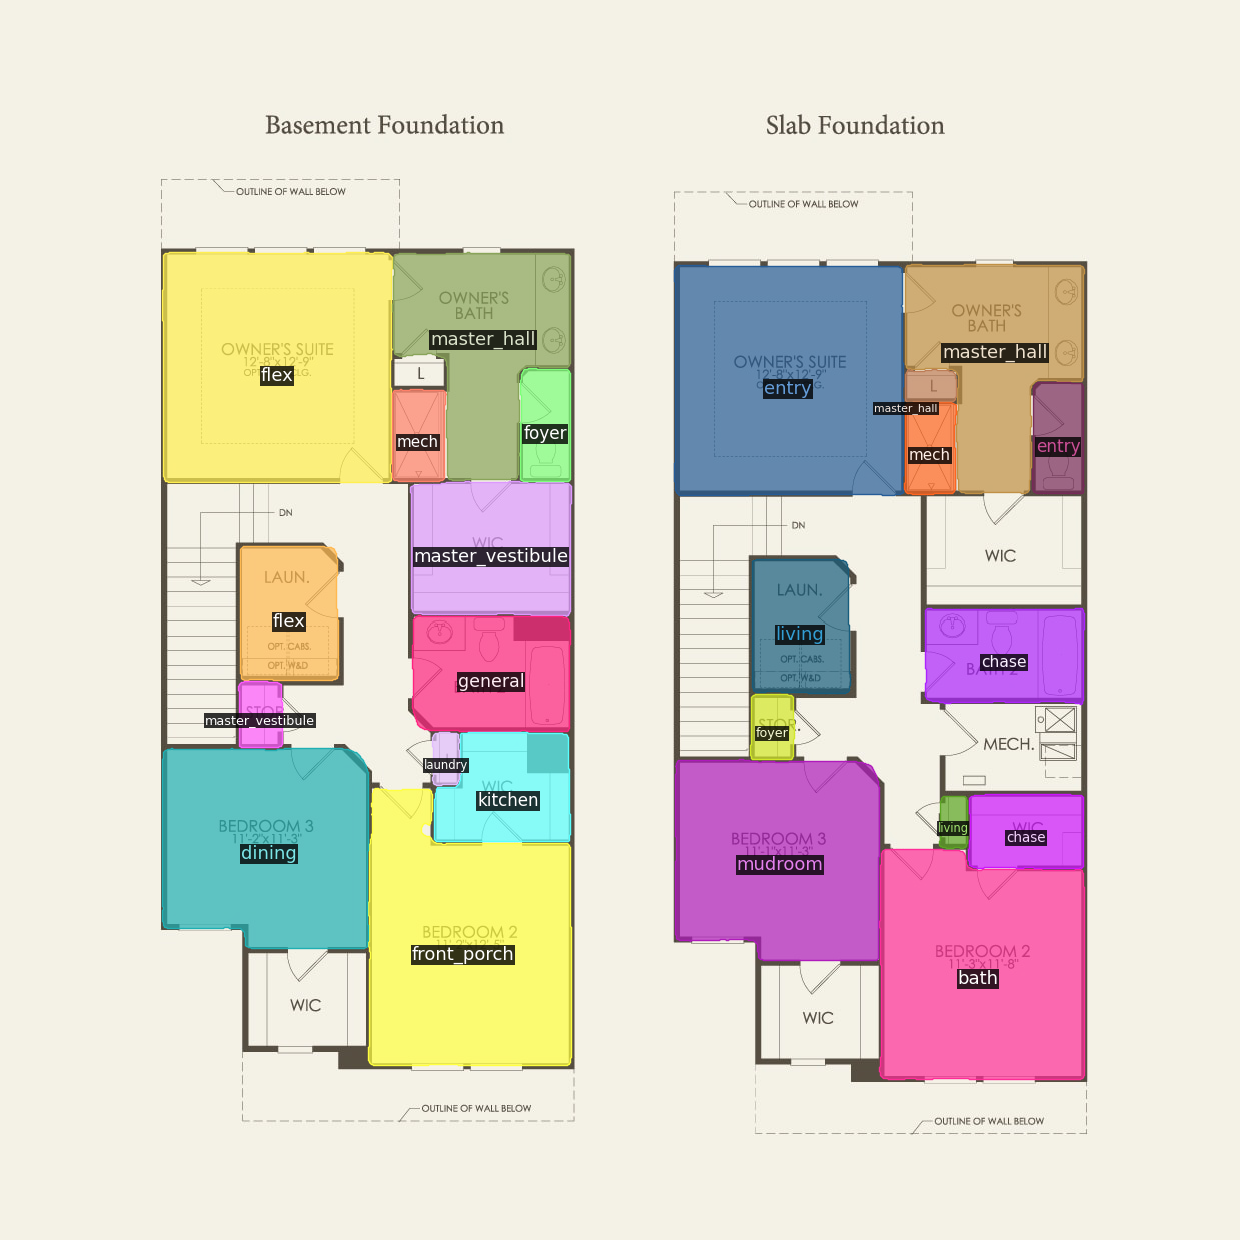 Basement Foundation
OUTLINE OF WALL BELOW
OWNER'S SUITE
12'-8"x12'-9"
flex
OWNER'S
BATH
master_hall
L
mech
foyer
DN
WIC
master_vestibule
LAUN.
flex
OPT. CABS.
OPT. W&D
general
STOR.
master_vestibule
laundry
WIC
kitchen
BEDROOM 3
11'-2"x11'-3"
dining
BEDROOM 2
front_porch
WIC
OUTLINE OF WALL BELOW
Slab Foundation
OUTLINE OF WALL BELOW
OWNER'S SUITE
12'-8"x12'-9"
entry
OWNER'S
BATH
master_hall
L
master_hall
mech
entry
DN
WIC
LAUN.
living
OPT. CABS.
OPT. W&D
chase
BATH 2
STOR.
foyer
MECH.
living
WIC
chase
BEDROOM 3
11'-1"x11'-3"
mudroom
BEDROOM 2
11'-3"x11'-8"
bath
WIC
OUTLINE OF WALL BELOW